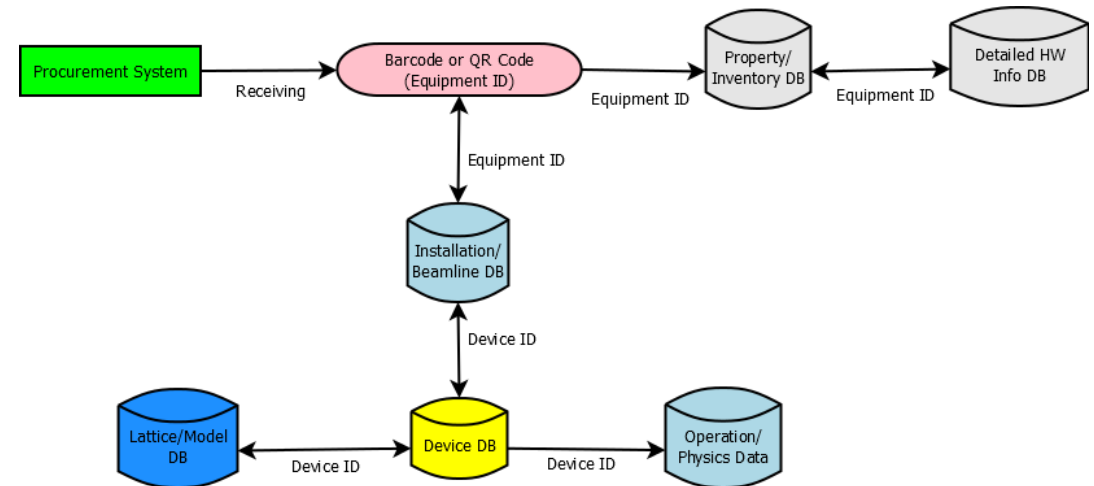 Procurement System
Receiving
Barcode or QR Code
(Equipment ID)
Equipment ID
Property/
Inventory DB
Equipment ID
Detailed HW
Info DB
Equipment ID
Installation/
Beamline DB
Device ID
Lattice/Model
DB
Device ID
Device DB
Device ID
Operation/
Physics Data